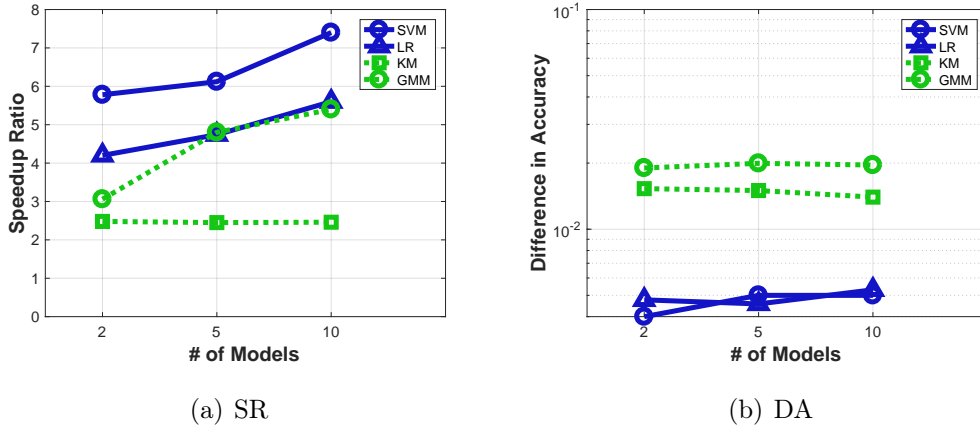 8
7
6
5
4
3
2
1
0
Speedup Ratio
SVM
LR
KM
GMM
2
5
10
# of Models
(a) SR
10^-1
10^-2
Difference in Accuracy
SVM
LR
KM
GMM
2
5
10
# of Models
(b) DA